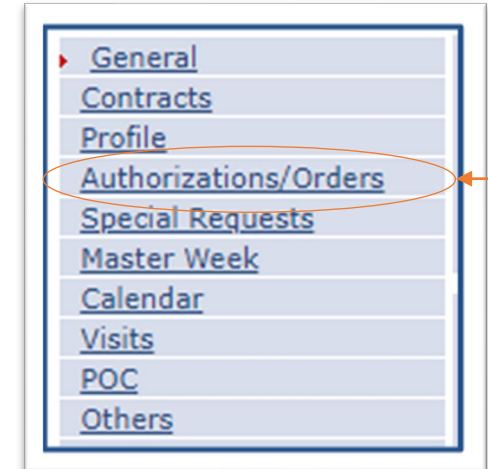 General
Contracts
Profile
Authorizations/Orders
Special Requests
Master Week
Calendar
Visits
POC
Others